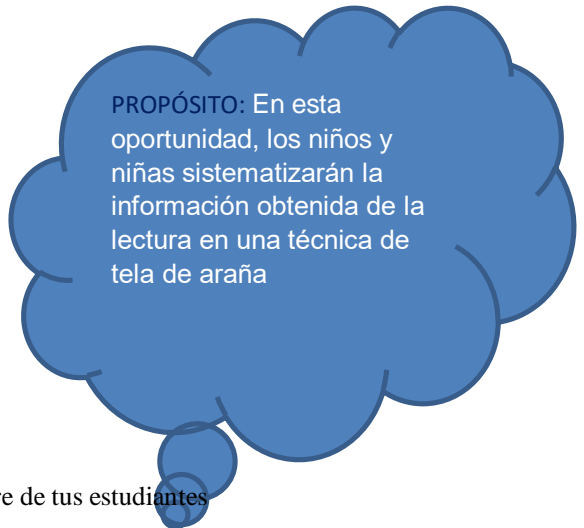 PROPÓSITO: En esta
oportunidad, los niños y
niñas sistematizarán la
información obtenida de la
lectura en una técnica de
tela de araña
de tus estudiantes